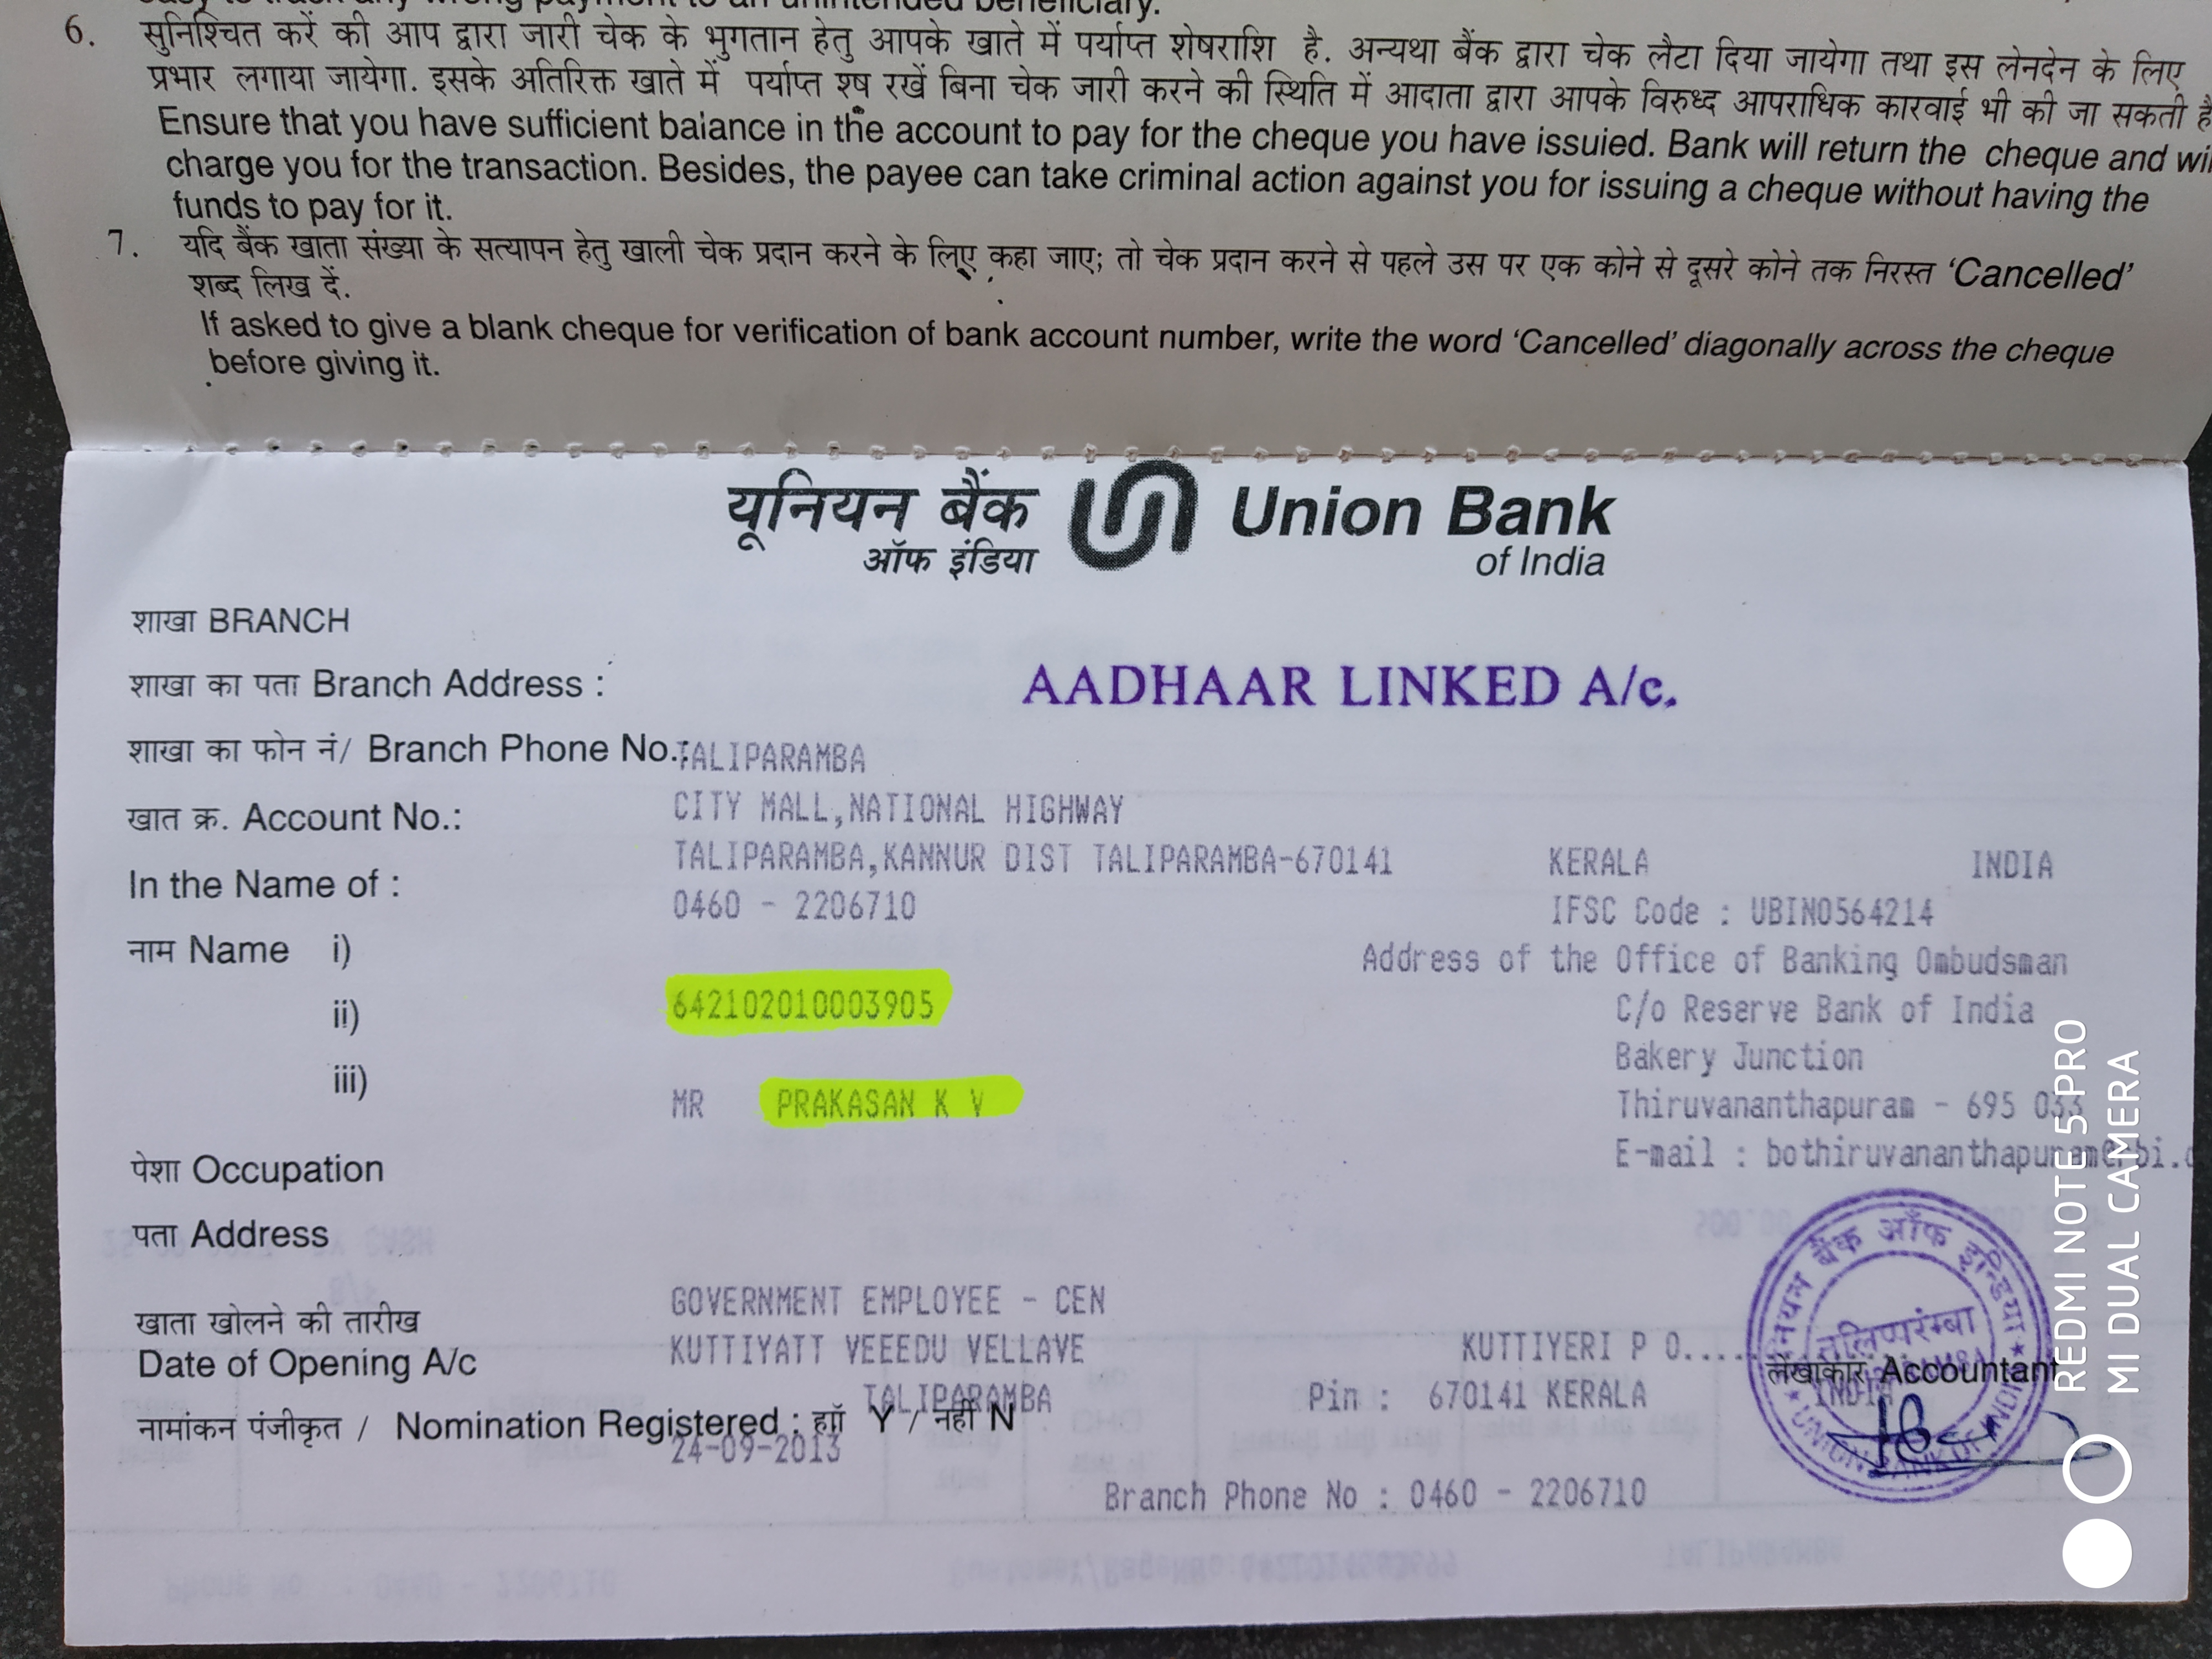 6. सुनिश्चित करें की आप द्वारा जारी चेक के भुगतान हेतु आपके खाते में पर्याप्त शेषराशि है. अन्यथा बैंक द्वारा चेक लौटा दिया जायेगा तथा इस लेनदेन के लिए
प्रभार लगाया जायेगा. इसके अतिरिक्त खाते में पर्याप्त शेष रखें बिना चेक जारी करने की स्थिति में आदाता द्वारा आपके विरुध्द आपराधिक कारवाई भी की जा सकती है
Ensure that you have sufficient balance in the account to pay for the cheque you have issuied. Bank will return the cheque and wi
charge you for the transaction. Besides, the payee can take criminal action against you for issuing a cheque without having the
funds to pay for it.
7. यदि बैंक खाता संख्या के सत्यापन हेतु खाली चेक प्रदान करने के लिए कहा जाए; तो चेक प्रदान करने से पहले उस पर एक कोने से दूसरे कोने तक निरस्त 'Cancelled'
शब्द लिख दें.
If asked to give a blank cheque for verification of bank account number, write the word 'Cancelled' diagonally across the cheque
before giving it.
यूनियन बैंक Union Bank
ऑफ इंडिया of India
AADHAAR LINKED A/c.
शाखा BRANCH
शाखा का पता Branch Address :
शाखा का फोन नं/ Branch Phone No.: TALIPARAMBA
CITY MALL,NATIONAL HIGHWAY
खात क्र. Account No.:
TALIPARAMBA,KANNUR DIST TALIPARAMBA-670141 KERALA INDIA
In the Name of :
0460 - 2206710 IFSC Code : UBIN0564214
नाम Name i)
Address of the Office of Banking Ombudsman
ii) 642102010003905 C/o Reserve Bank of India
Bakery Junction
iii) MR PRAKASAN K V Thiruvananthapuram - 695 033
पेशा Occupation
E-mail : bothiruvananthapuram@rbi.o
पता Address
GOVERNMENT EMPLOYEE - CEN
खाता खोलने की तारीख
KUTTIYATT VEEDU VELLAVE KUTTIYERI P O....
Date of Opening A/c
लेखाकार Accountant
TALIPARAMBA Pin : 670141 KERALA INDIA
नामांकन पंजीकृत / Nomination Registered : हाँ Y / नहीं N
24-09-2013
Branch Phone No : 0460 - 2206710
यूनियन बैंक ऑफ इंडिया
तलिपरंबा
REDMI NOTE 5 PRO
MI DUAL CAMERA